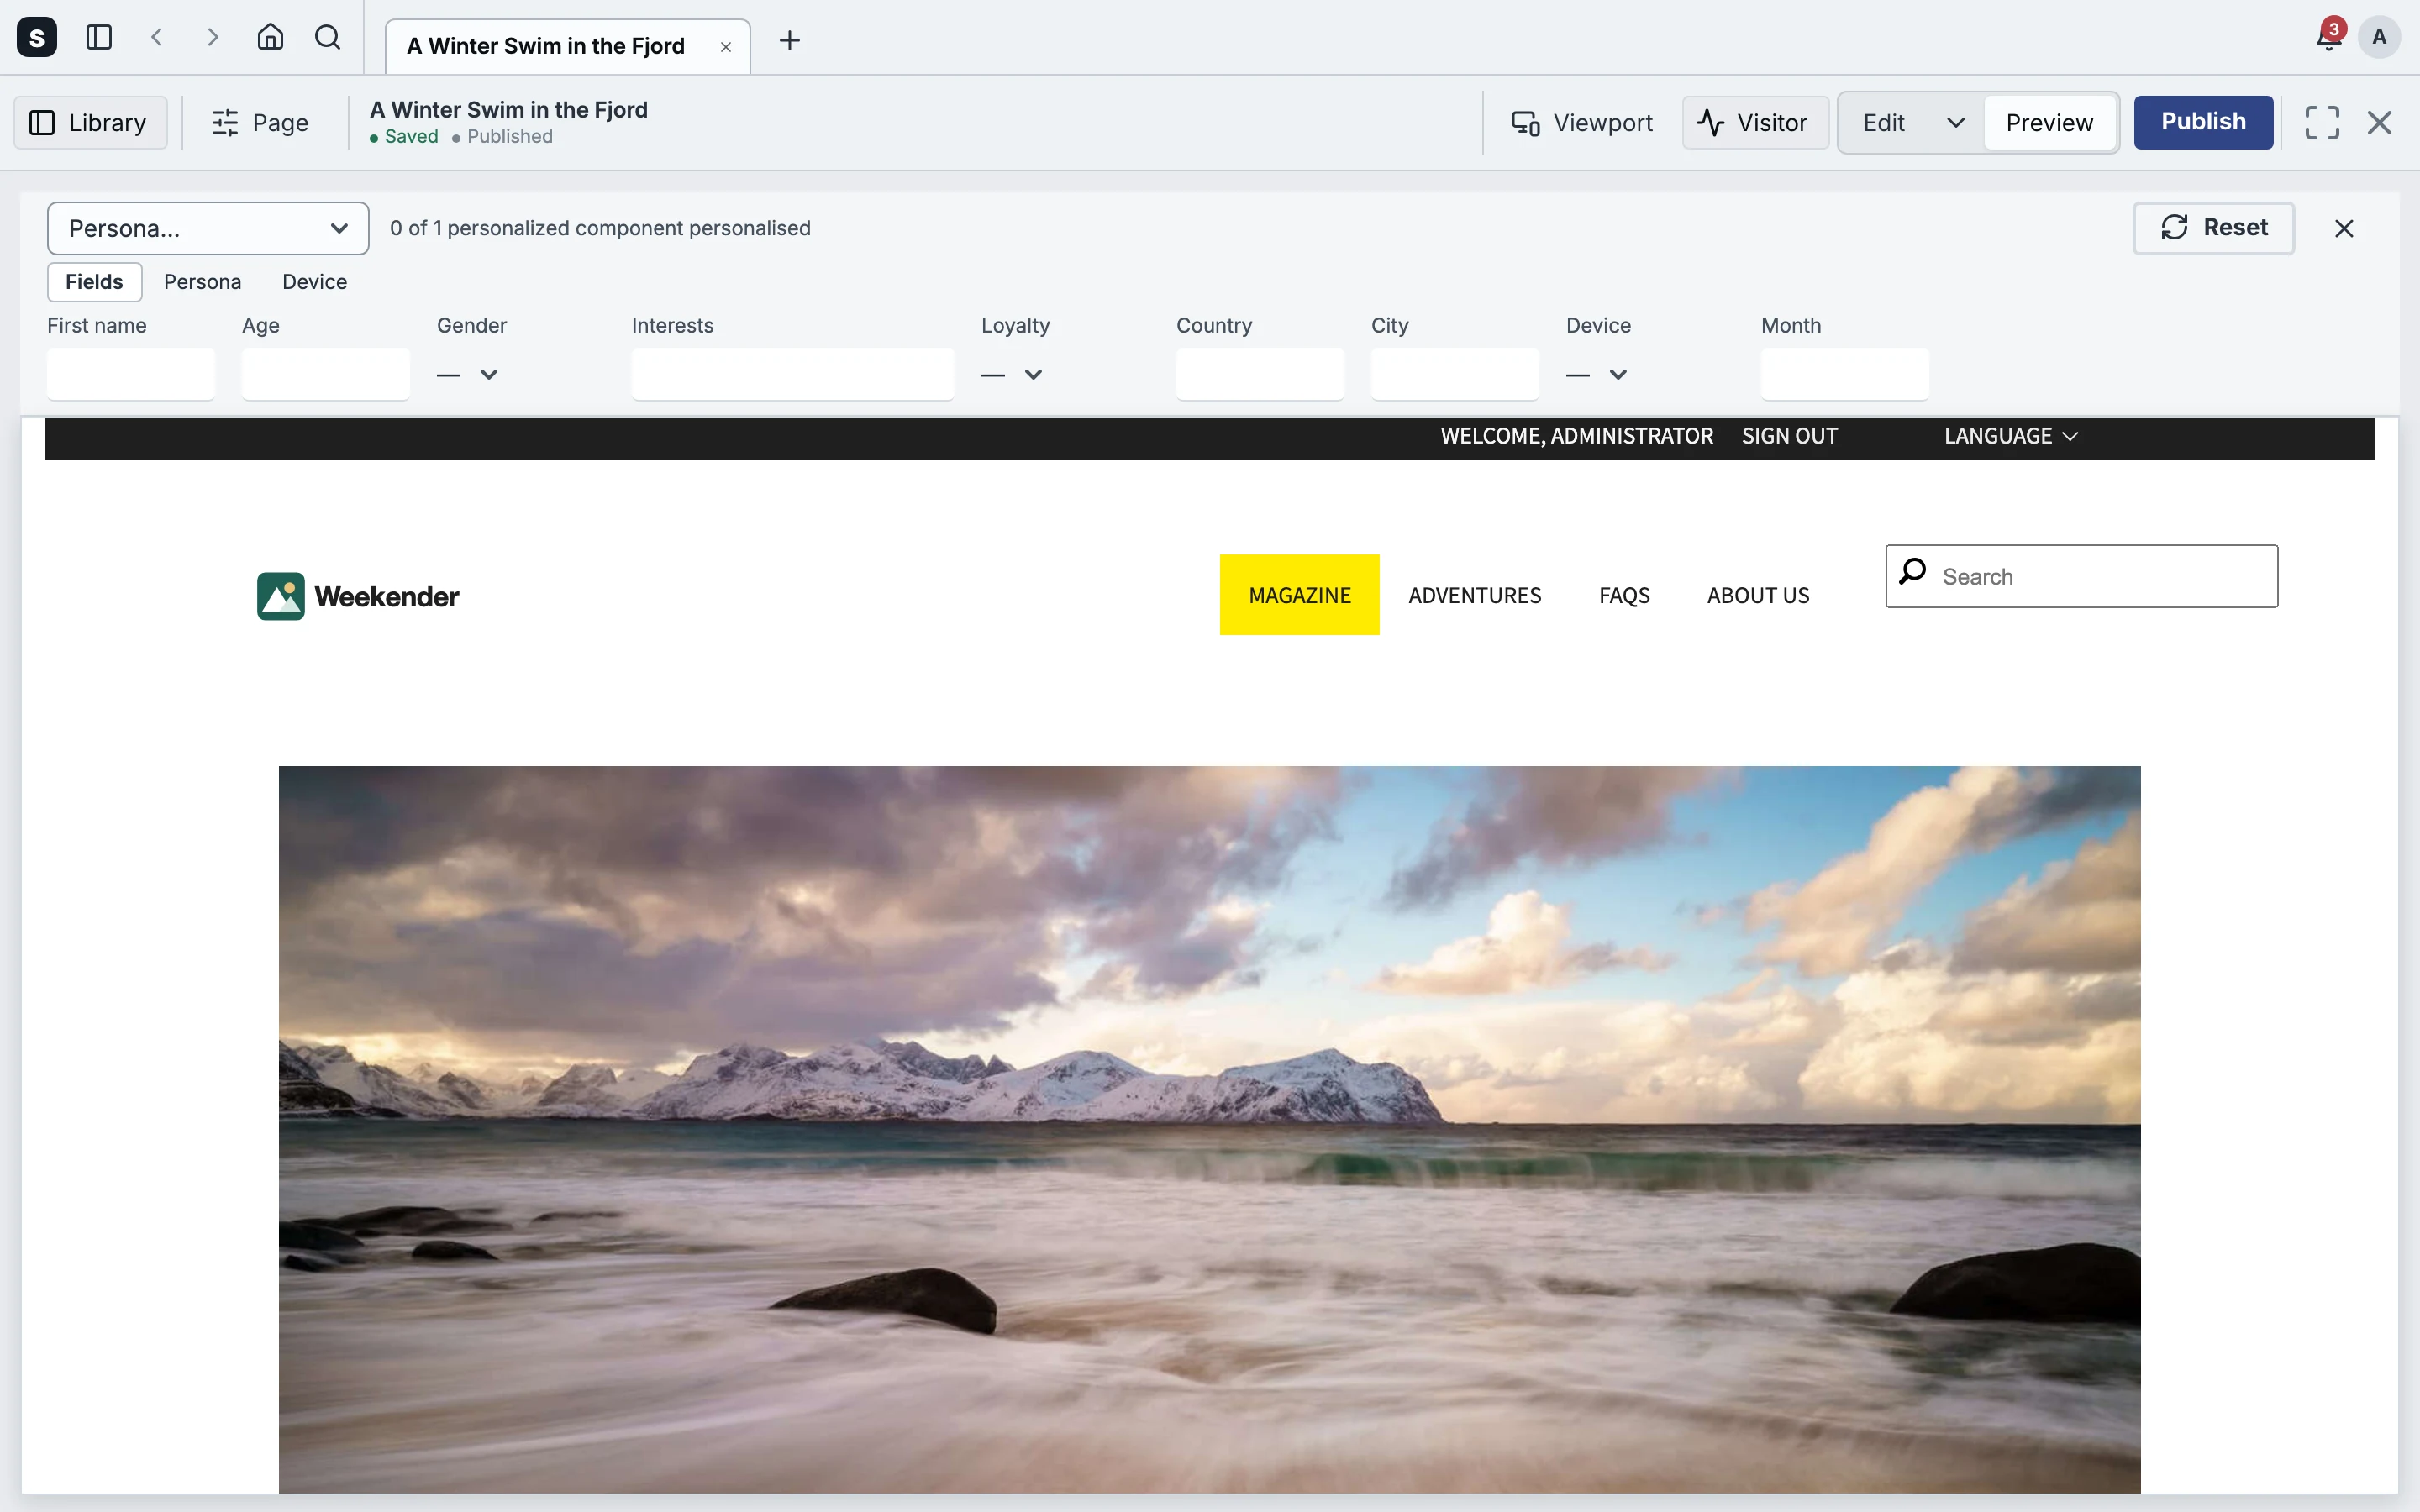 S
A Winter Swim in the Fjord
3
A
Library
Page
A Winter Swim in the Fjord
Saved
Published
Viewport
Visitor
Edit
Preview
Publish
Persona...
0 of 1 personalized component personalised
Reset
Fields
Persona
Device
First name
Age
Gender
Interests
Loyalty
Country
City
Device
Month
—
—
—
WELCOME, ADMINISTRATOR
SIGN OUT
LANGUAGE
Weekender
MAGAZINE
ADVENTURES
FAQS
ABOUT US
Search